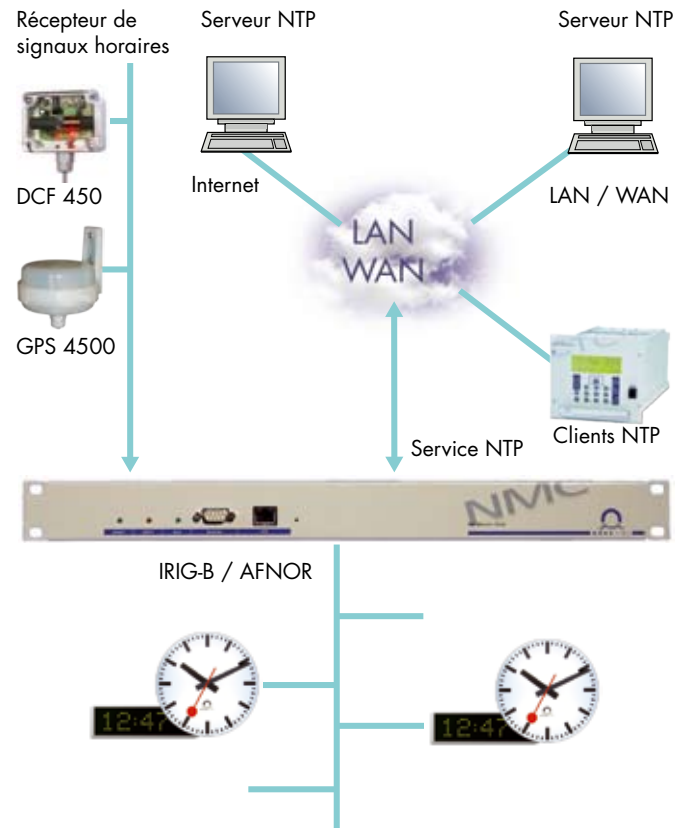 Récepteur de
signaux horaires
Serveur NTP
Serveur NTP
DCF 450
Internet
LAN / WAN
LAN
WAN
GPS 4500
Service NTP
Clients NTP
NMC
IRIG-B / AFNOR
12:47
12:47